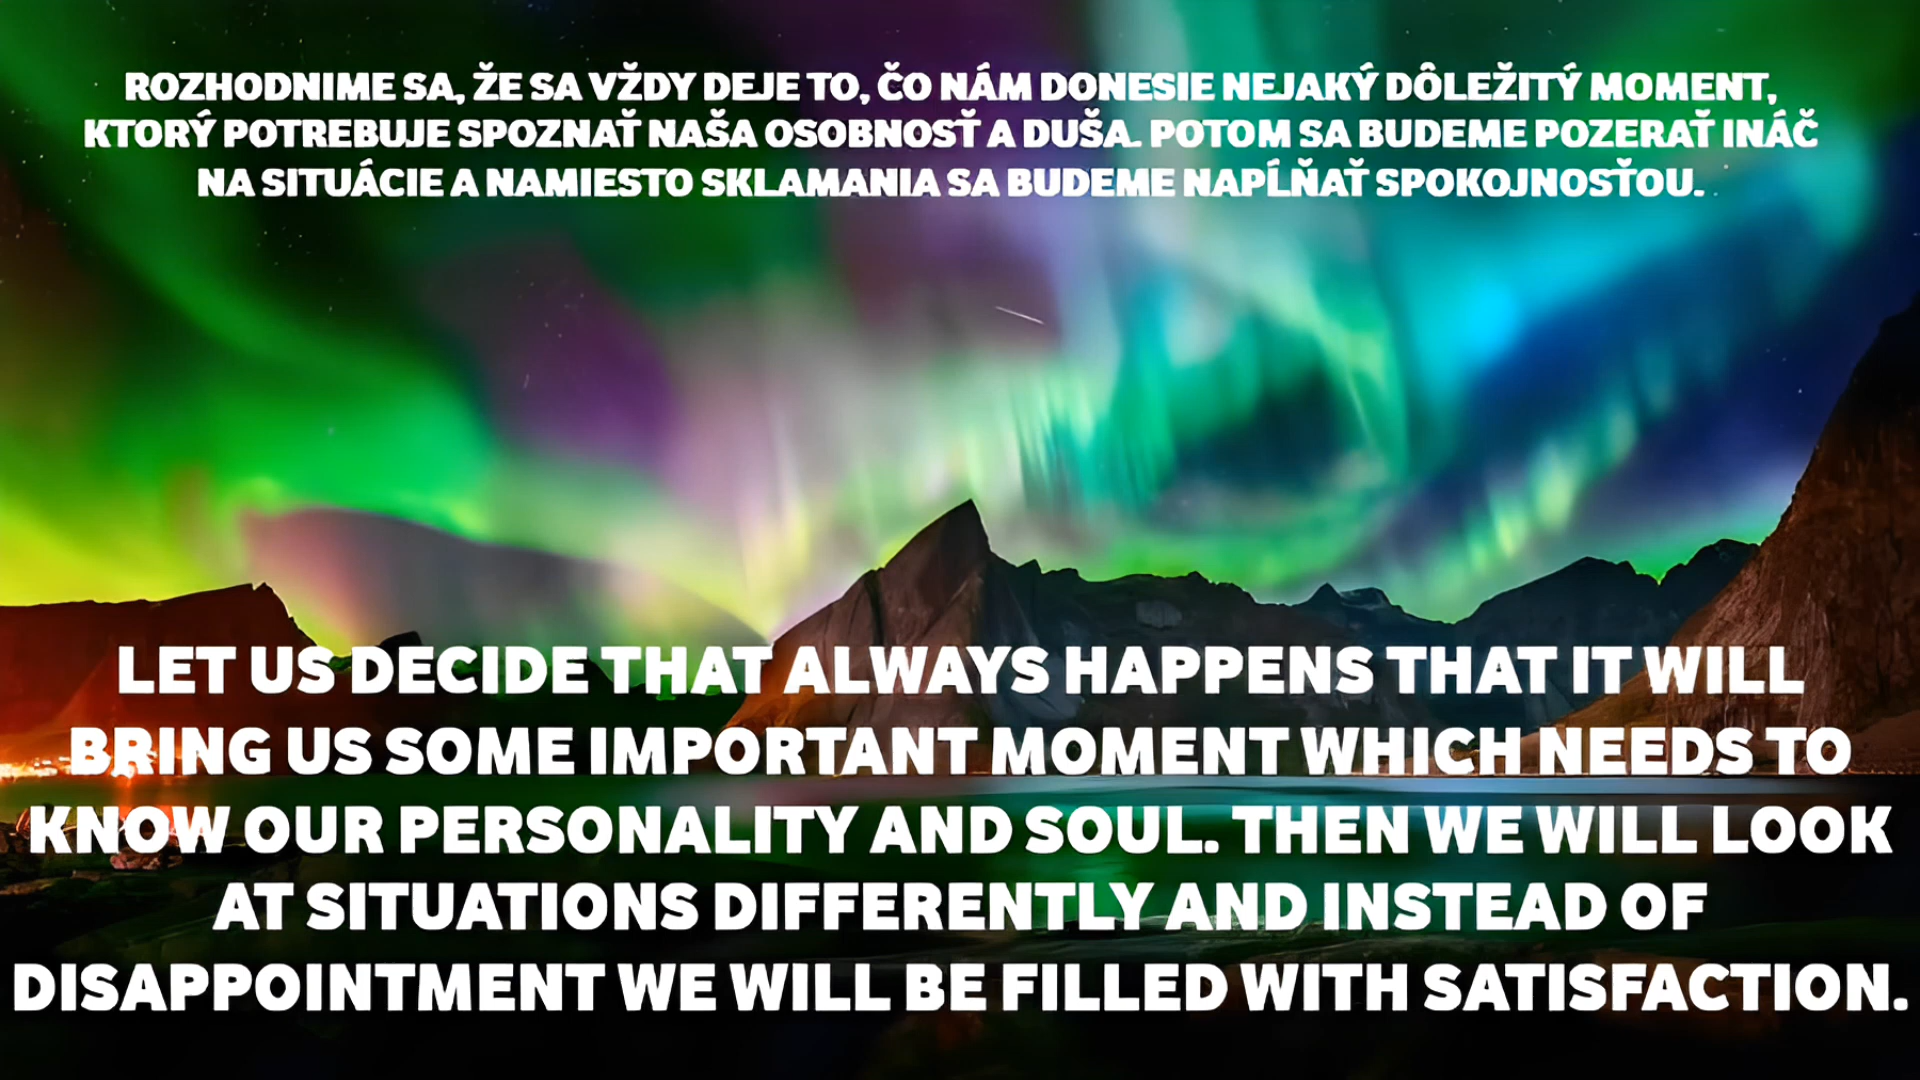 ROZHODNIME SA, ŽE SA VŽDY DEJE TO, ČO NÁM DONESIE NEJAKÝ DÔLEŽITÝ MOMENT,
KTORÝ POTREBUJE SPOZNAŤ NAŠA OSOBNOSŤ A DUŠA. POTOM SA BUDEME POZERAŤ INÁČ
NA SITUÁCIE A NAMIESTO SKLAMANIA SA BUDEME NAPĹŇAŤ SPOKOJNOSŤOU.
LET US DECIDE THAT ALWAYS HAPPENS THAT IT WILL
BRING US SOME IMPORTANT MOMENT WHICH NEEDS TO
KNOW OUR PERSONALITY AND SOUL. THEN WE WILL LOOK
AT SITUATIONS DIFFERENTLY AND INSTEAD OF
DISAPPOINTMENT WE WILL BE FILLED WITH SATISFACTION.